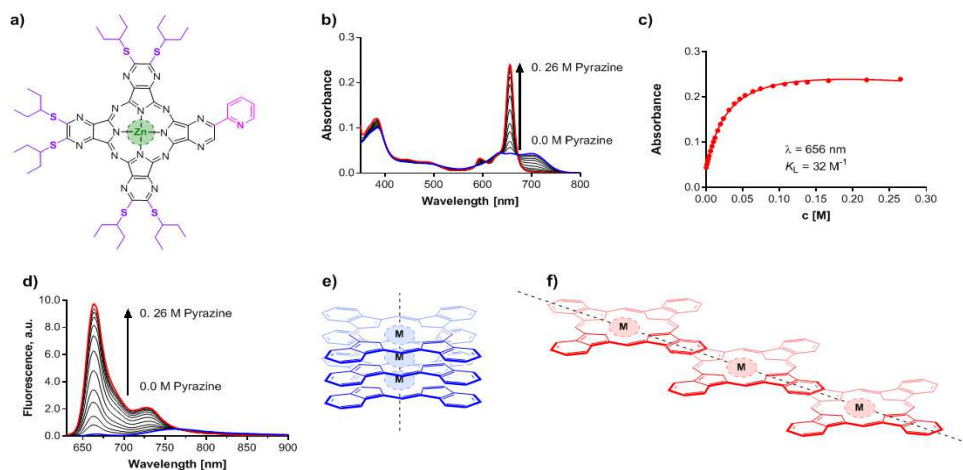 a)
S S
S
S
S S
N N
N N N
N N N N
Zn
N N N N
N N N
N N
N
b)
Absorbance
0.3
0.2
0.1
0.0
400 500 600 700 800
Wavelength [nm]
0. 26 M Pyrazine
0.0 M Pyrazine
c)
Absorbance
0.3
0.2
0.1
0.0
0.00 0.05 0.10 0.15 0.20 0.25 0.30
c [M]
λ = 656 nm
K_L = 32 M⁻¹
d)
Fluorescence, a.u.
10.0
8.0
6.0
4.0
2.0
0.0
650 700 750 800 850 900
Wavelength [nm]
0. 26 M Pyrazine
0.0 M Pyrazine
e)
M
M
M
f)
M
M
M